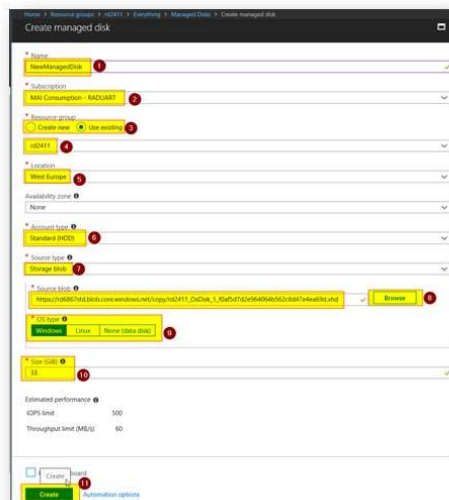 Home > Resource groups > rd2411 > Everything > Managed Disks > Create managed disk
Create managed disk
* Name
NewManagedDisk 1
* Subscription
MAI Consumption - RADUART 2
* Resource group
Create new Use existing 3
rd2411 4
* Location
West Europe 5
Availability zone
None
* Account type
Standard (HDD) 6
* Source type
Storage blob 7
* Source blob
Browse 8
* OS type
Windows Linux None (data disk) 9
* Size (GiB)
33 10
Estimated performance
IOPS limit 500
Throughput limit (MB/s) 60
Create
11
Create Automation options